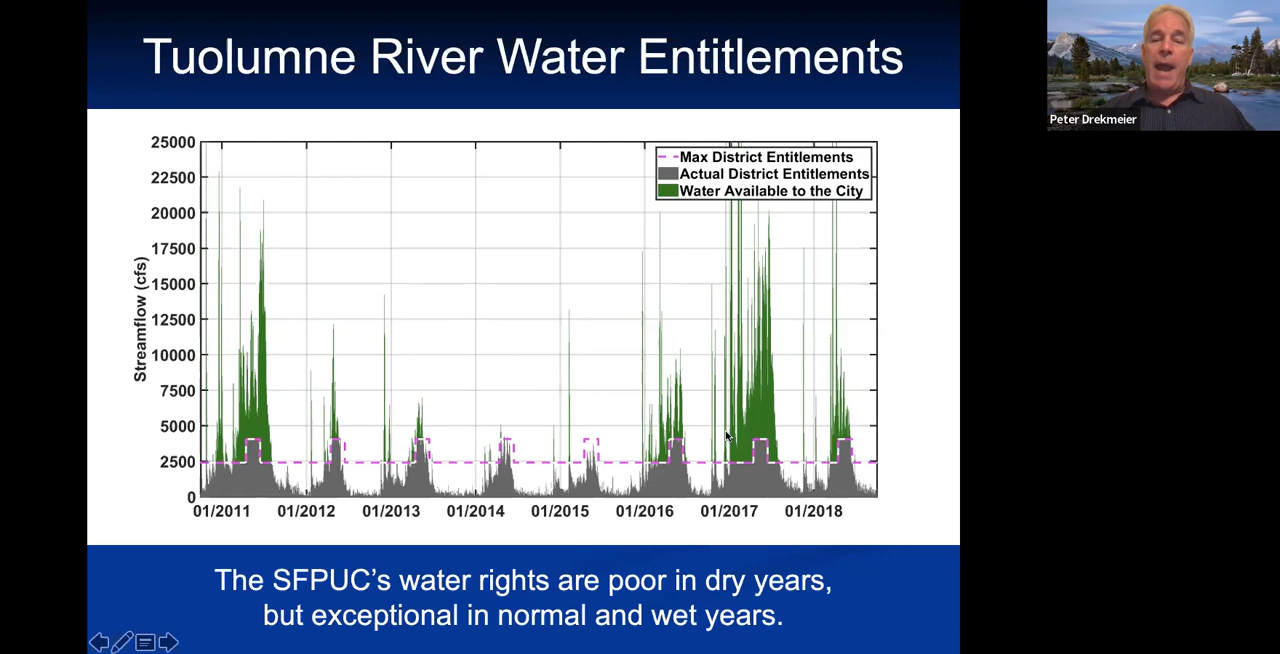 Tuolumne River Water Entitlements
Peter Drekmeier
25000
22500
20000
17500
15000
12500
10000
7500
5000
2500
0
Streamflow (cfs)
Max District Entitlements
Actual District Entitlements
Water Available to the City
01/2011 01/2012 01/2013 01/2014 01/2015 01/2016 01/2017 01/2018
The SFPUC’s water rights are poor in dry years,
but exceptional in normal and wet years.